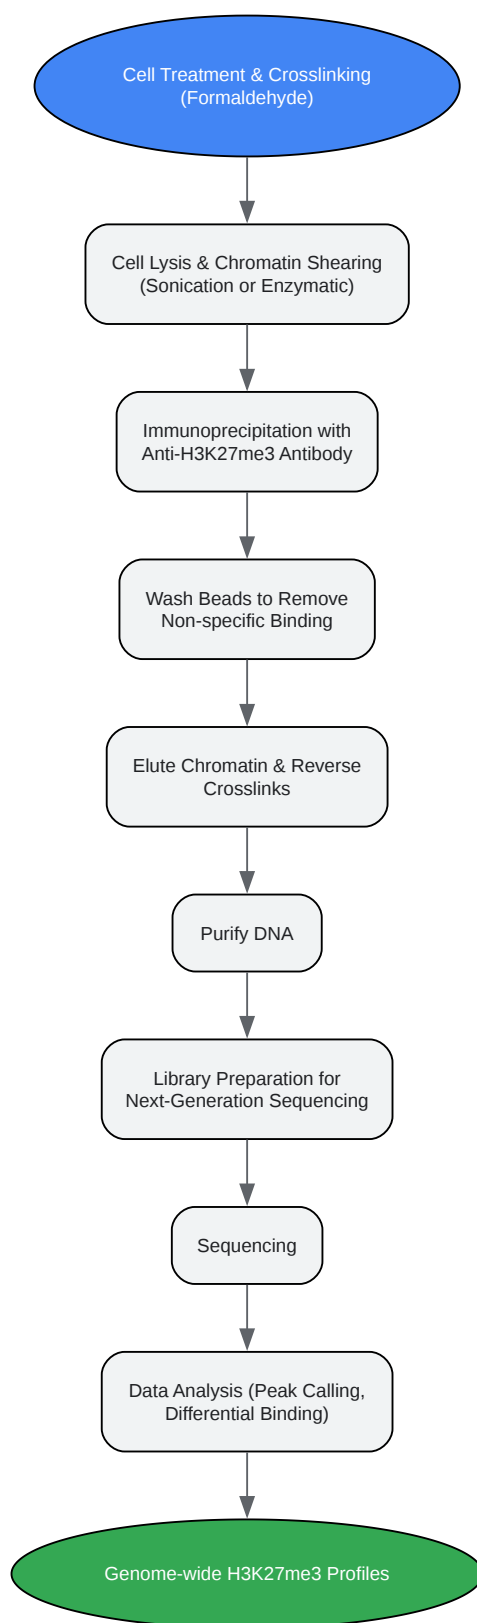 Cell Treatment & Crosslinking
(Formaldehyde)
Cell Lysis & Chromatin Shearing
(Sonication or Enzymatic)
Immunoprecipitation with
Anti-H3K27me3 Antibody
Wash Beads to Remove
Non-specific Binding
Elute Chromatin & Reverse
Crosslinks
Purify DNA
Library Preparation for
Next-Generation Sequencing
Sequencing
Data Analysis (Peak Calling,
Differential Binding)
Genome-wide H3K27me3 Profiles